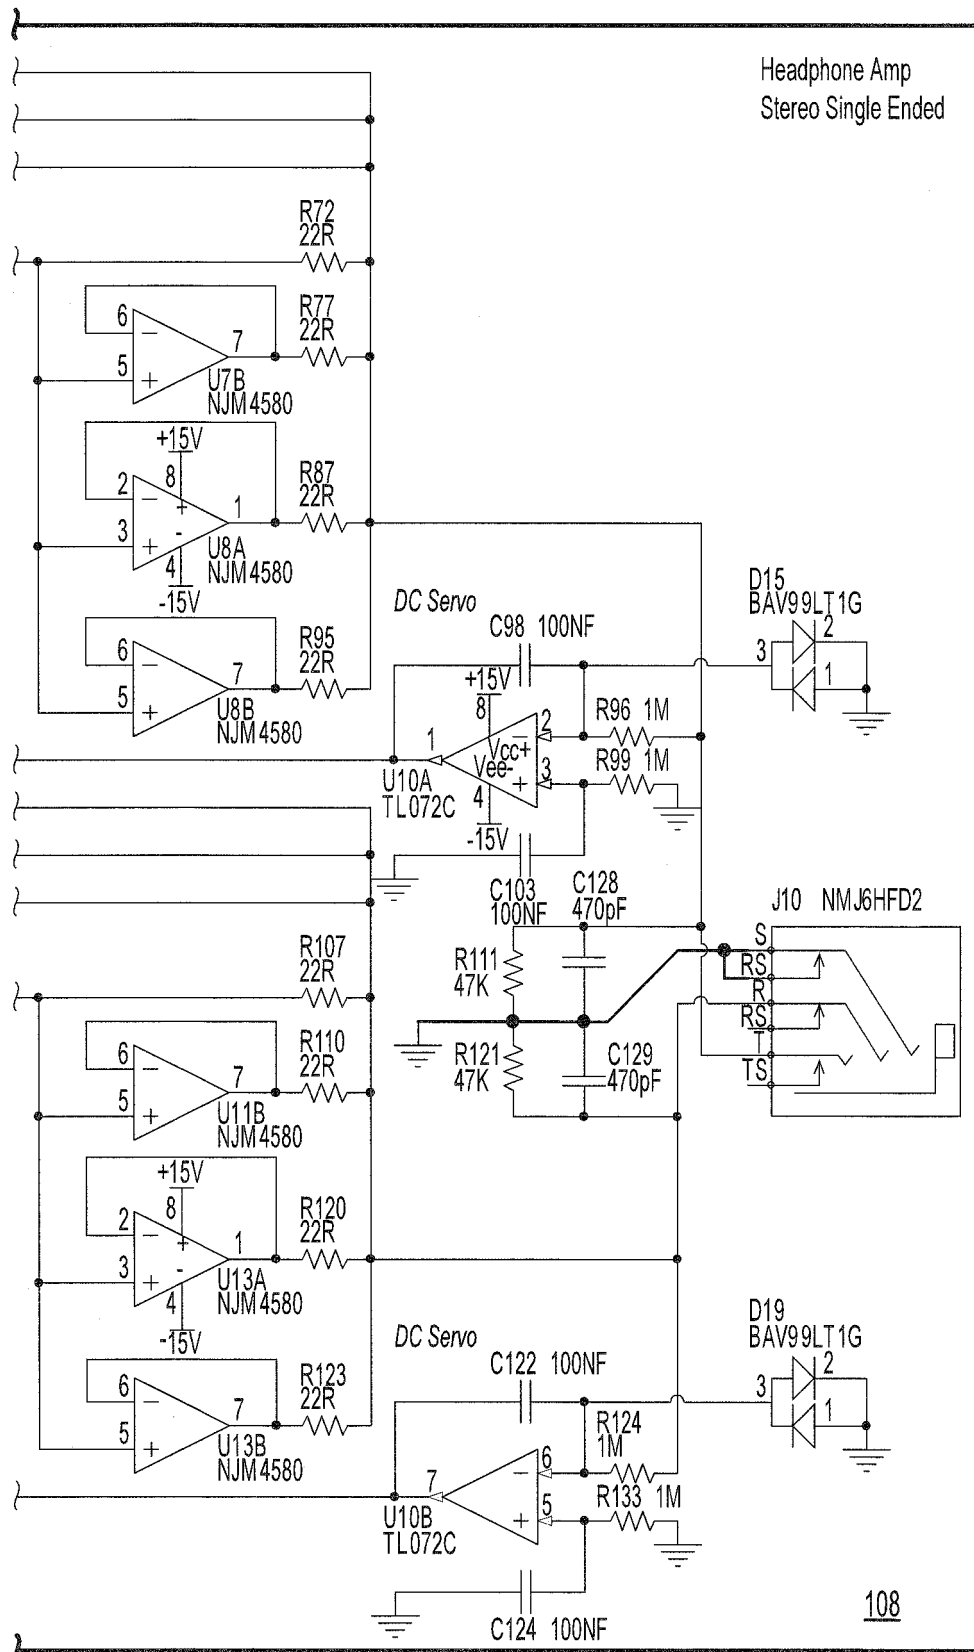 Headphone Amp
Stereo Single Ended
R72
22R
R77
22R
6
−
7
5
+
U7B
NJM4580
+15V
8
R87
22R
2
−
+
1
3
+
-
U8A
NJM4580
4
-15V
R95
22R
6
−
7
5
+
U8B
NJM4580
DC Servo
C98 100NF
+15V
8
2
−
1
Vcc+
Vee-
3
+
4
U10A
TL072C
-15V
R96 1M
R99 1M
D15
BAV99LT1G
3
2
1
C103
100NF
C128
470pF
R111
47K
R121
47K
C129
470pF
J10 NMJ6HFD2
S
RS
R
RS
T
TS
R107
22R
R110
22R
6
−
7
5
+
U11B
NJM4580
+15V
8
R120
22R
2
−
+
1
3
+
-
U13A
NJM4580
4
-15V
R123
22R
6
−
7
5
+
U13B
NJM4580
DC Servo
C122 100NF
R124
1M
6
−
7
5
+
R133 1M
U10B
TL072C
C124 100NF
D19
BAV99LT1G
3
2
1
108